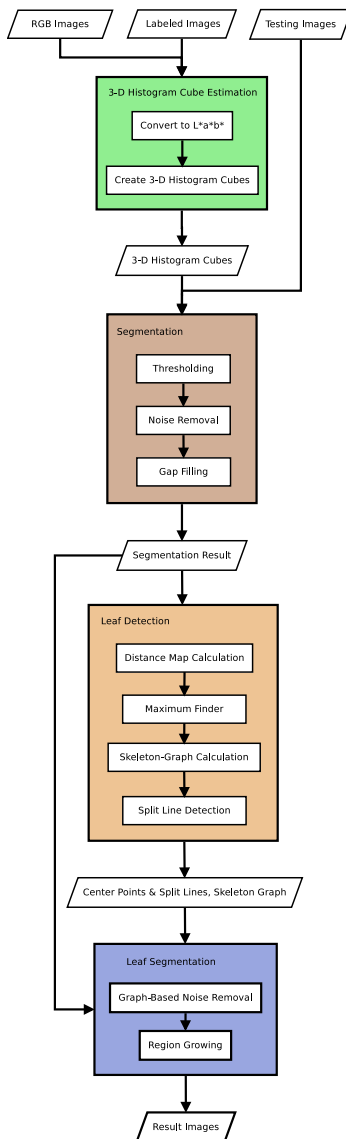 RGB Images
Labeled Images
Testing Images
3-D Histogram Cube Estimation
Convert to L*a*b*
Create 3-D Histogram Cubes
3-D Histogram Cubes
Segmentation
Thresholding
Noise Removal
Gap Filling
Segmentation Result
Leaf Detection
Distance Map Calculation
Maximum Finder
Skeleton-Graph Calculation
Split Line Detection
Center Points & Split Lines, Skeleton Graph
Leaf Segmentation
Graph-Based Noise Removal
Region Growing
Result Images